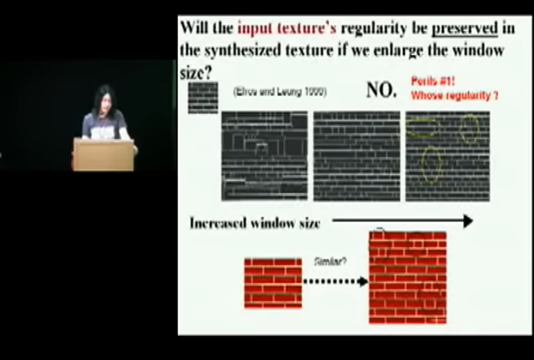 Will the input texture's regularity be preserved in
the synthesized texture if we enlarge the window
size?
(Efros and Leung 1999)
NO.
Perils #1!
Whose regularity ?
Increased window size
Similar?